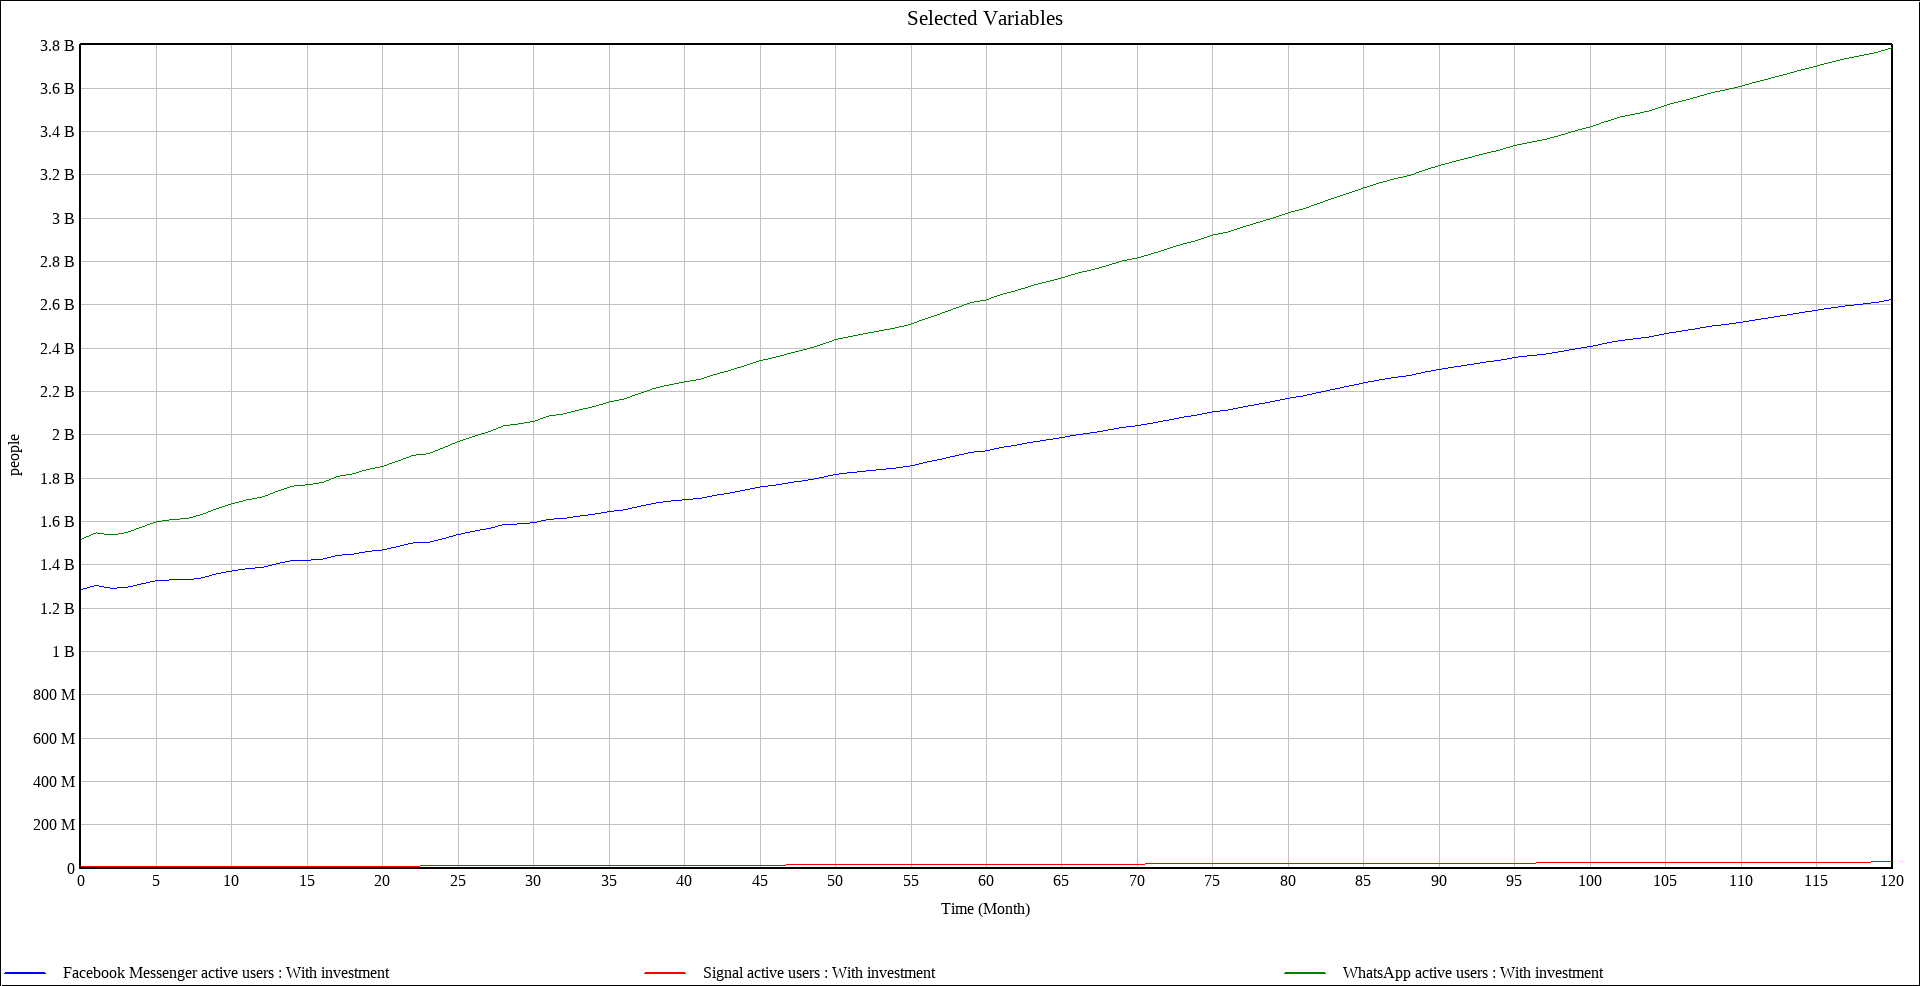 Selected Variables
3.8 B
3.6 B
3.4 B
3.2 B
3 B
2.8 B
2.6 B
2.4 B
2.2 B
2 B
1.8 B
1.6 B
1.4 B
1.2 B
1 B
800 M
600 M
400 M
200 M
0
people
0 5 10 15 20 25 30 35 40 45 50 55 60 65 70 75 80 85 90 95 100 105 110 115 120
Time (Month)
Facebook Messenger active users : With investment Signal active users : With investment WhatsApp active users : With investment